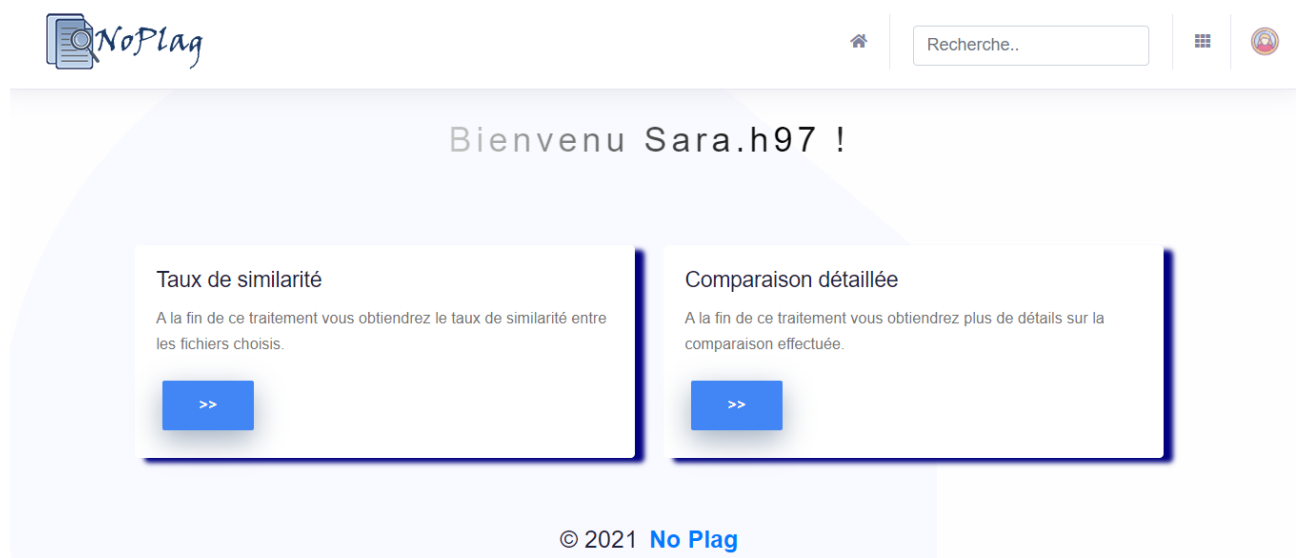 NoPlag
Recherche..
Bienvenu Sara.h97 !
Taux de similarité
A la fin de ce traitement vous obtiendrez le taux de similarité entre
les fichiers choisis.
>>
Comparaison détaillée
A la fin de ce traitement vous obtiendrez plus de détails sur la
comparaison effectuée.
>>
© 2021 No Plag